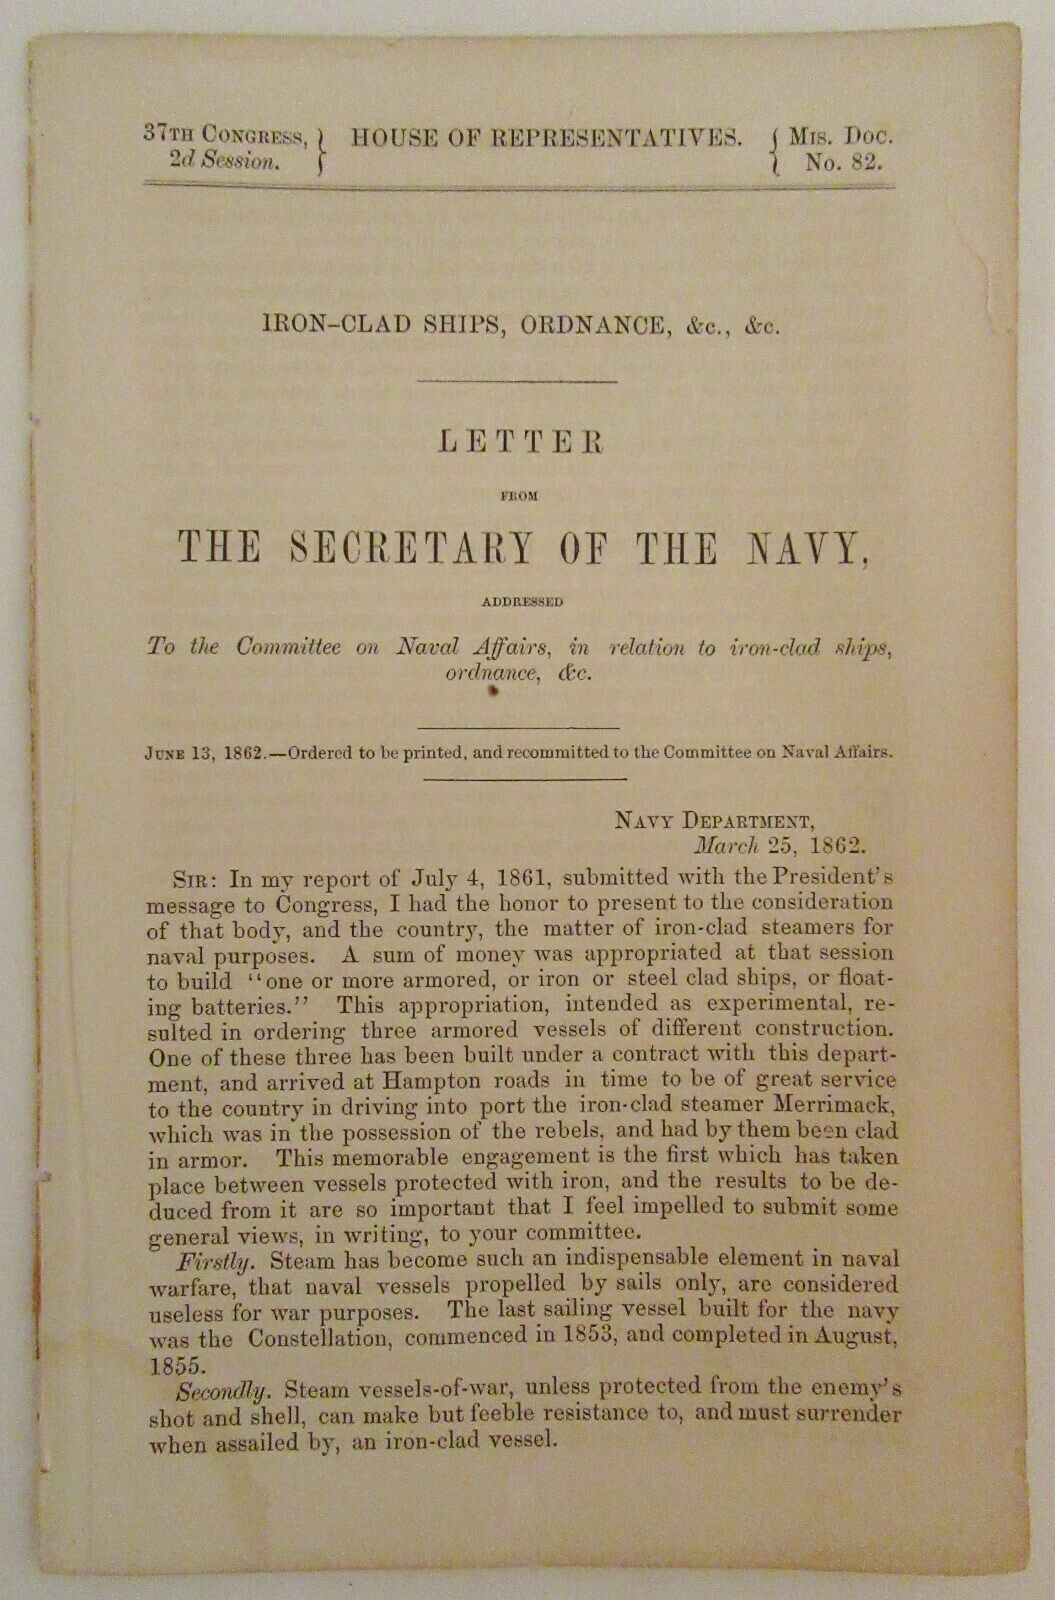 37TH CONGRESS, } HOUSE OF REPRESENTATIVES. { MIS. DOC.
2d Session. } { No. 82.
IRON-CLAD SHIPS, ORDNANCE, &c., &c.
LETTER
FROM
THE SECRETARY OF THE NAVY,
ADDRESSED
To the Committee on Naval Affairs, in relation to iron-clad ships,
ordnance, &c.
JUNE 13, 1862.—Ordered to be printed, and recommitted to the Committee on Naval Affairs.
NAVY DEPARTMENT,
March 25, 1862.
SIR: In my report of July 4, 1861, submitted with the President's
message to Congress, I had the honor to present to the consideration
of that body, and the country, the matter of iron-clad steamers for
naval purposes. A sum of money was appropriated at that session
to build "one or more armored, or iron or steel clad ships, or float-
ing batteries." This appropriation, intended as experimental, re-
sulted in ordering three armored vessels of different construction.
One of these three has been built under a contract with this depart-
ment, and arrived at Hampton roads in time to be of great service
to the country in driving into port the iron-clad steamer Merrimack,
which was in the possession of the rebels, and had by them been clad
in armor. This memorable engagement is the first which has taken
place between vessels protected with iron, and the results to be de-
duced from it are so important that I feel impelled to submit some
general views, in writing, to your committee.
Firstly. Steam has become such an indispensable element in naval
warfare, that naval vessels propelled by sails only, are considered
useless for war purposes. The last sailing vessel built for the navy
was the Constellation, commenced in 1853, and completed in August,
1855.
Secondly. Steam vessels-of-war, unless protected from the enemy's
shot and shell, can make but feeble resistance to, and must surrender
when assailed by, an iron-clad vessel.